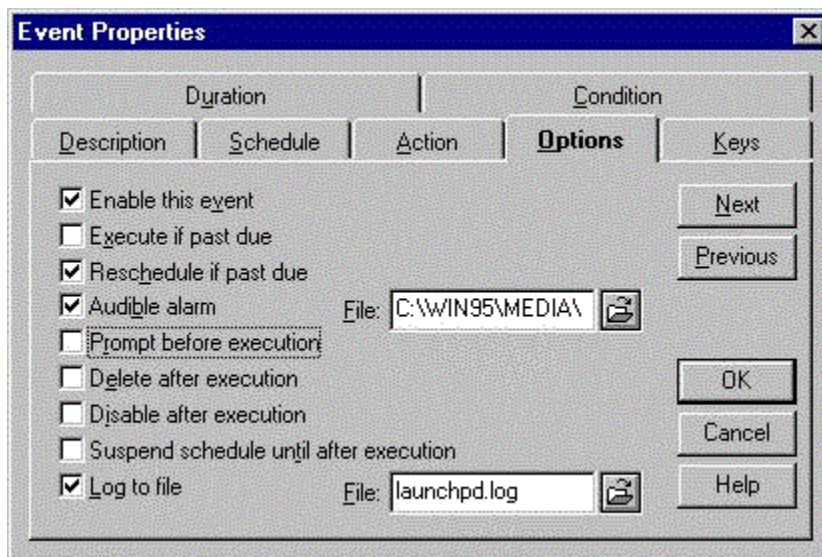 Event Properties
Duration Condition
Description Schedule Action Options Keys
Enable this event
Execute if past due
Reschedule if past due
Audible alarm File: C:\WIN95\MEDIA\
Prompt before execution
Delete after execution
Disable after execution
Suspend schedule until after execution
Log to file File: launchpd.log
Next
Previous
OK
Cancel
Help